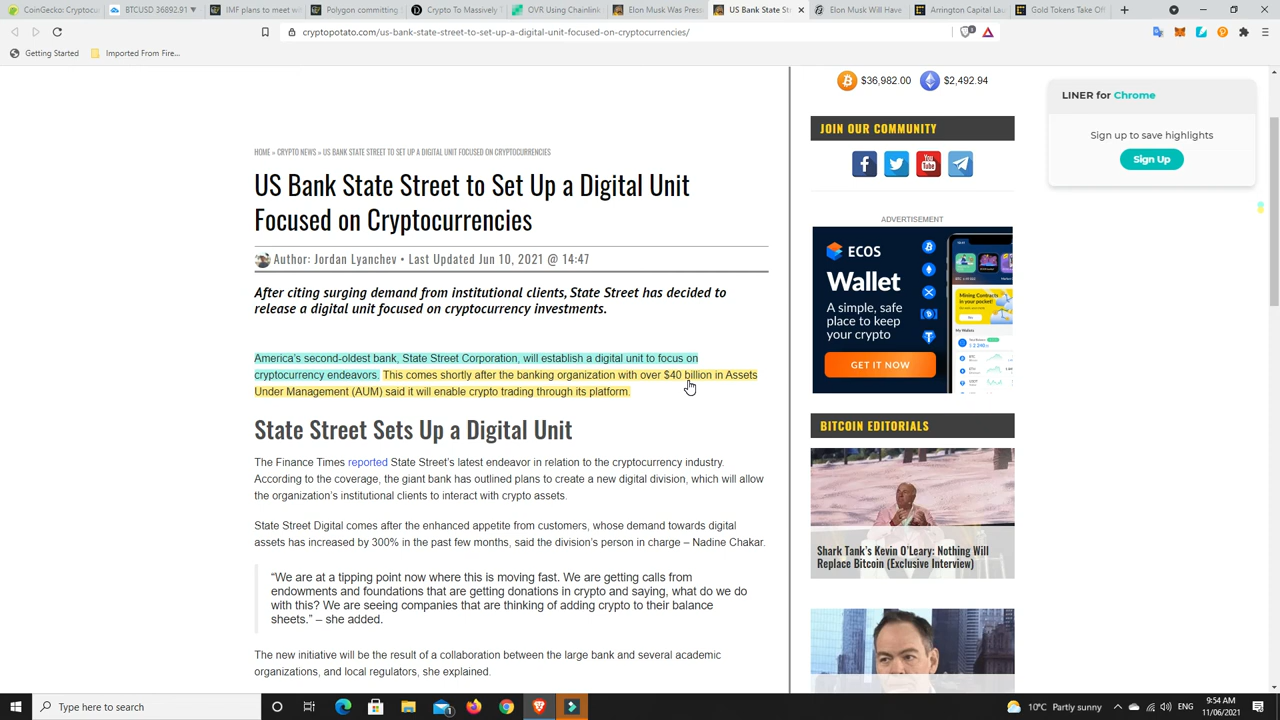 CoinGecko: Cryptocu
BTCUSD 36892.91
IMF plans to meet wi
Polygon committing
Crypto To Massively
OVR Using Chainlink
Elon Musk Was Press
US Bank State Str
Elon Musk Will Have
Arrington Capital Lau
Gold Tokens Take Off
cryptopotato.com/us-bank-state-street-to-set-up-a-digital-unit-focused-on-cryptocurrencies/
Getting Started
Imported From Fire...
$36,982.00
$2,492.94
LINER for Chrome
Sign up to save highlights
Sign Up
JOIN OUR COMMUNITY
HOME » CRYPTO NEWS » US BANK STATE STREET TO SET UP A DIGITAL UNIT FOCUSED ON CRYPTOCURRENCIES
US Bank State Street to Set Up a Digital Unit
Focused on Cryptocurrencies
Author: Jordan Lyanchev • Last Updated Jun 10, 2021 @ 14:47
surging demand from institutional clients, State Street has decided to
release a digital unit focused on cryptocurrency investments.
America's second-oldest bank, State Street Corporation, will establish a digital unit to focus on
cryptocurrency endeavors. This comes shortly after the banking organization with over $40 billion in Assets
Under Management (AUM) said it will enable crypto trading through its platform.
State Street Sets Up a Digital Unit
The Finance Times reported State Street's latest endeavor in relation to the cryptocurrency industry.
According to the coverage, the giant bank has outlined plans to create a new digital division, which will allow
the organization's institutional clients to interact with crypto assets.
State Street Digital comes after the enhanced appetite from customers, whose demand towards digital
assets has increased by 300% in the past few months, said the division's person in charge – Nadine Chakar.
"We are at a tipping point now where this is moving fast. We are getting calls from
endowments and foundations that are getting donations in crypto and saying, what do we do
with this? We are seeing companies that are thinking of adding crypto to their balance
sheets." – she added.
The new initiative will be the result of a collaboration between the large bank and several academic
organizations, and local regulators, she explained.
ADVERTISEMENT
ECOS
Wallet
A simple, safe
place to keep
your crypto
GET IT NOW
Mining Contracts
in your pocket!
BITCOIN EDITORIALS
Shark Tank's Kevin O'Leary: Nothing Will
Replace Bitcoin (Exclusive Interview)
Type here to search
10°C Partly sunny
9:54 AM
11/06/2021